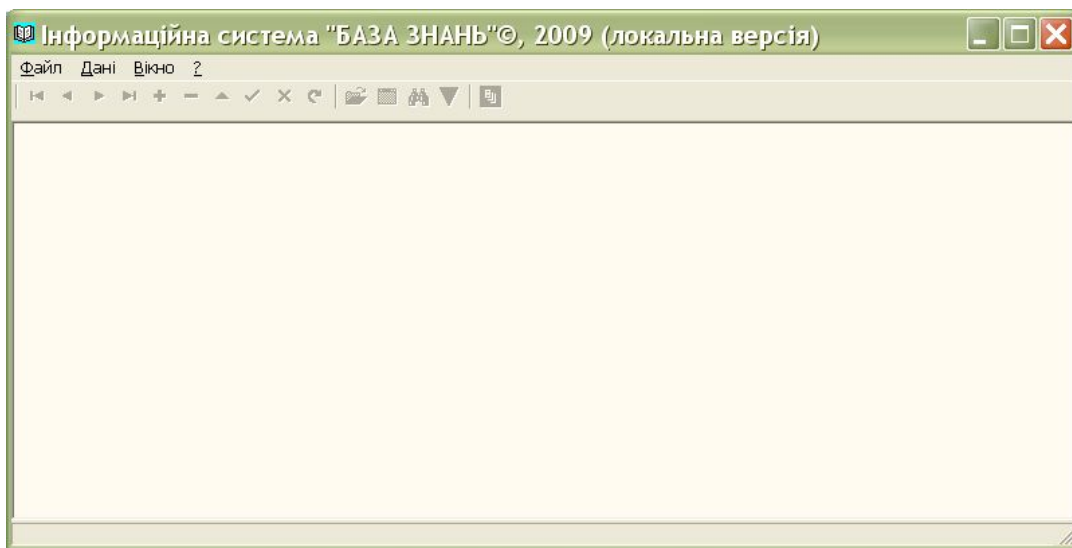 Інформаційна система "БАЗА ЗНАНЬ"©, 2009 (локальна версія)
Файл Дані Вікно ?